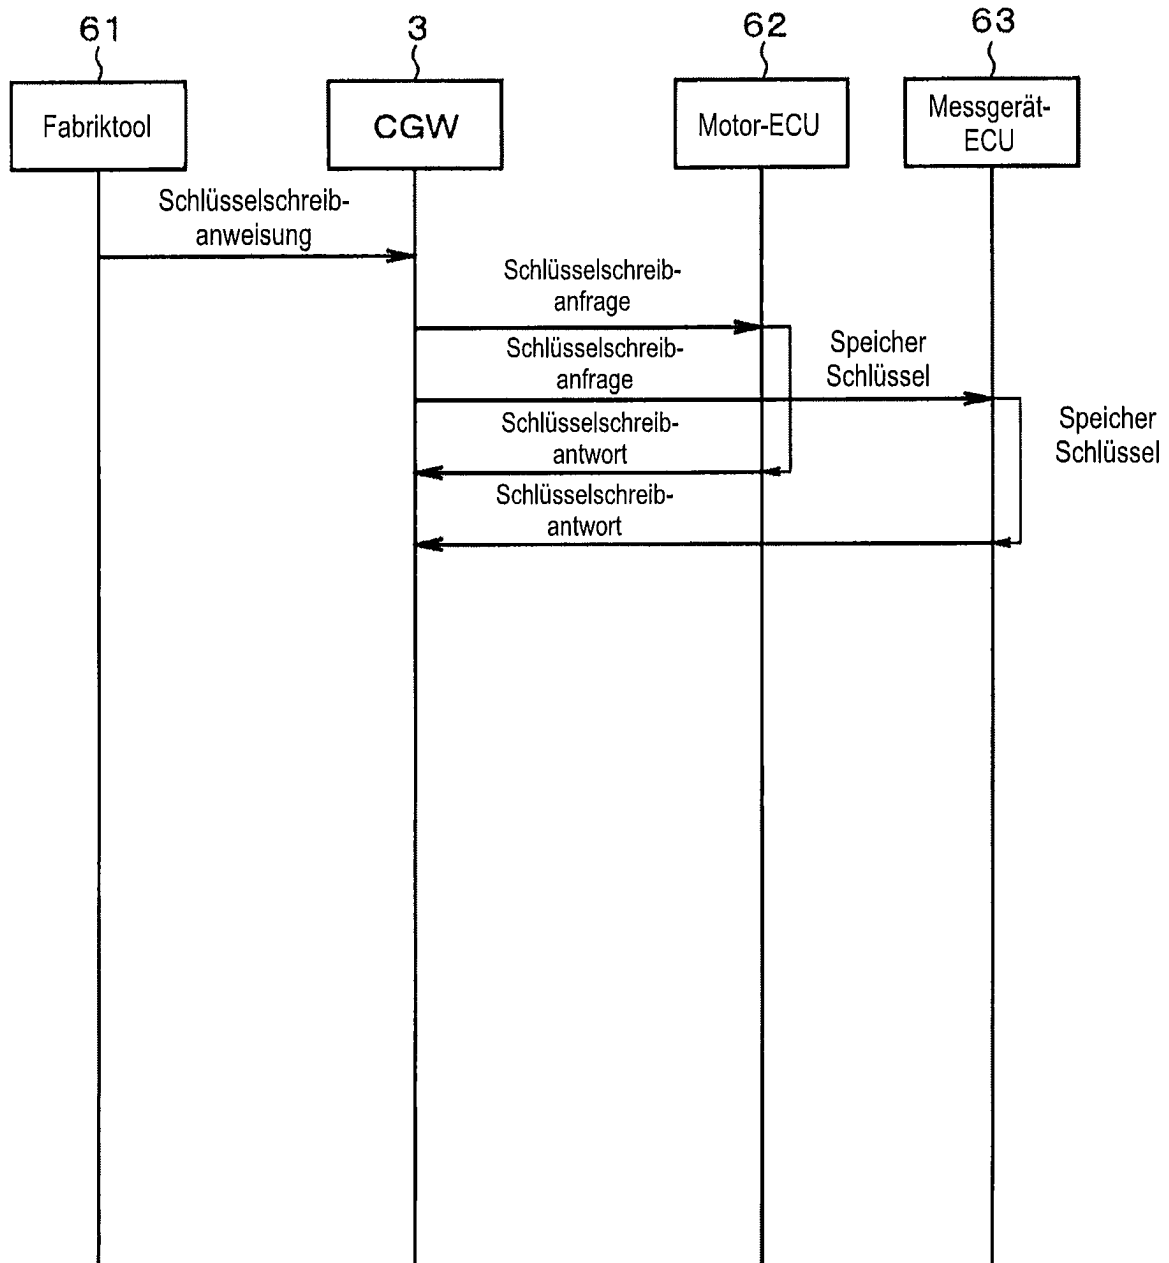 61
3
62
63
Fabriktool
CGW
Motor-ECU
Messgerät-
ECU
Schlüsselschreib-
anweisung
Schlüsselschreib-
anfrage
Schlüsselschreib-
anfrage
Speicher
Schlüssel
Schlüsselschreib-
antwort
Speicher
Schlüssel
Schlüsselschreib-
antwort